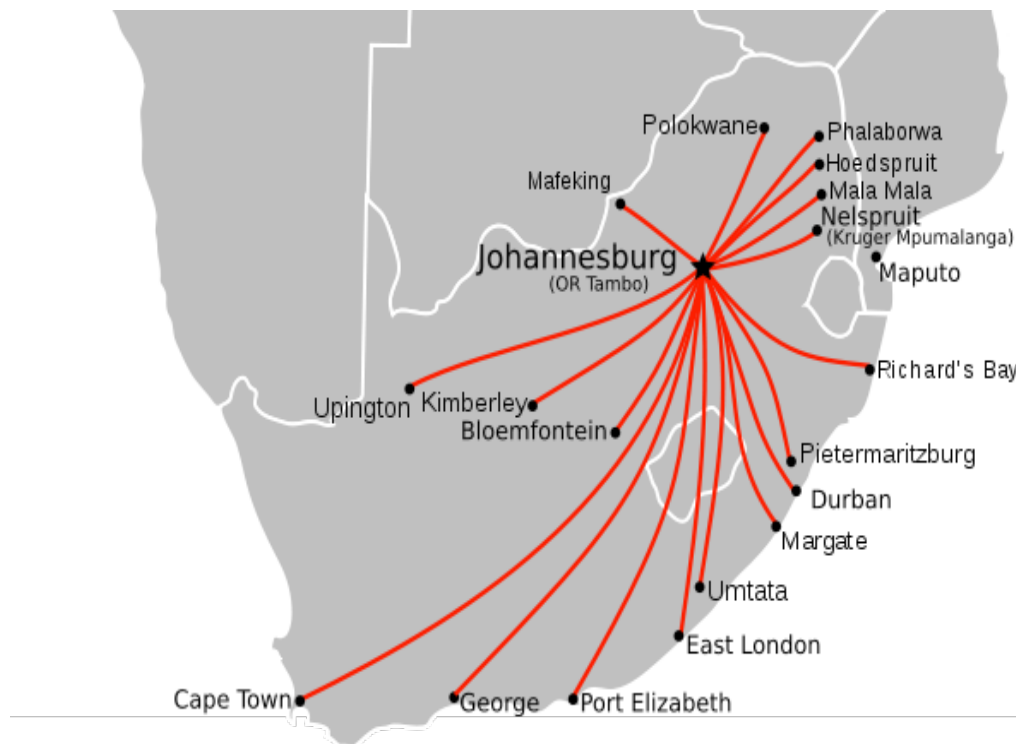 Polokwane
Phalaborwa
Hoedspruit
Mafeking
Mala Mala
Nelspruit
(Kruger Mpumalanga)
Johannesburg
(OR Tambo)
Maputo
Richard's Bay
Upington
Kimberley
Bloemfontein
Pietermaritzburg
Durban
Margate
Umtata
East London
Cape Town
George
Port Elizabeth